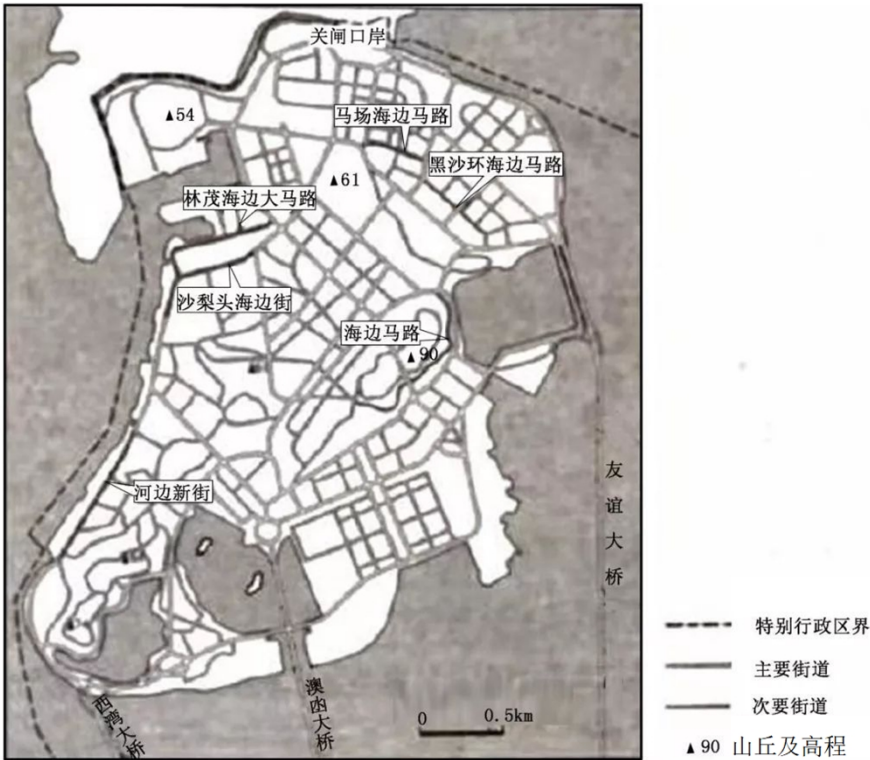 关闸口岸
▲54
马场海边马路
黑沙环海边马路
▲61
林茂海边大马路
沙梨头海边街
海边马路
▲90
河边新街
友谊大桥
西湾大桥
澳凼大桥
0 0.5km
特别行政区界
主要街道
次要街道
▲90 山丘及高程